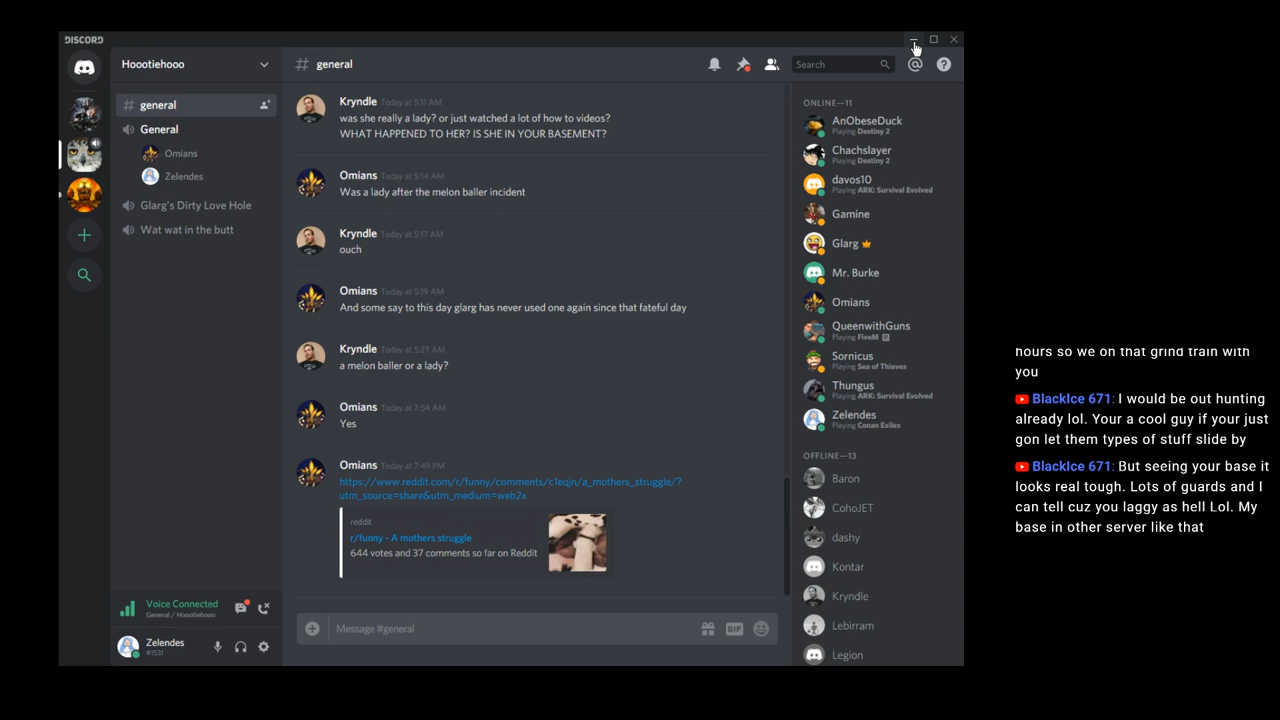 DISCORD
Hoootiehooo
general
General
Omians
Zelendes
Glarg's Dirty Love Hole
Wat wat in the butt
Voice Connected
General / Hoootiehooo
Zelendes
#1531
# general
Search
Kryndle Today at 5:11 AM
was she really a lady? or just watched a lot of how to videos?
WHAT HAPPENED TO HER? IS SHE IN YOUR BASEMENT?
Omians Today at 5:14 AM
Was a lady after the melon baller incident
Kryndle Today at 5:17 AM
ouch
Omians Today at 5:19 AM
And some say to this day glarg has never used one again since that fateful day
Kryndle Today at 5:27 AM
a melon baller or a lady?
Omians Today at 7:54 AM
Yes
Omians Today at 7:49 PM
https://www.reddit.com/r/funny/comments/c1eqjn/a_mothers_struggle/?
utm_source=share&utm_medium=web2x
reddit
r/funny - A mothers struggle
644 votes and 37 comments so far on Reddit
Message #general
GIF
ONLINE—11
AnObeseDuck
Playing Destiny 2
Chachslayer
Playing Destiny 2
davos10
Playing ARK: Survival Evolved
Gamine
Glarg
Mr. Burke
Omians
QueenwithGuns
Playing FiveM
Sornicus
Playing Sea of Thieves
Thungus
Playing ARK: Survival Evolved
Zelendes
Playing Conan Exiles
OFFLINE—13
Baron
CohoJET
dashy
Kontar
Kryndle
Lebirram
Legion
hours so we on that grind train with
you
BlackIce 671: I would be out hunting
already lol. Your a cool guy if your just
gon let them types of stuff slide by
BlackIce 671: But seeing your base it
looks real tough. Lots of guards and I
can tell cuz you laggy as hell Lol. My
base in other server like that